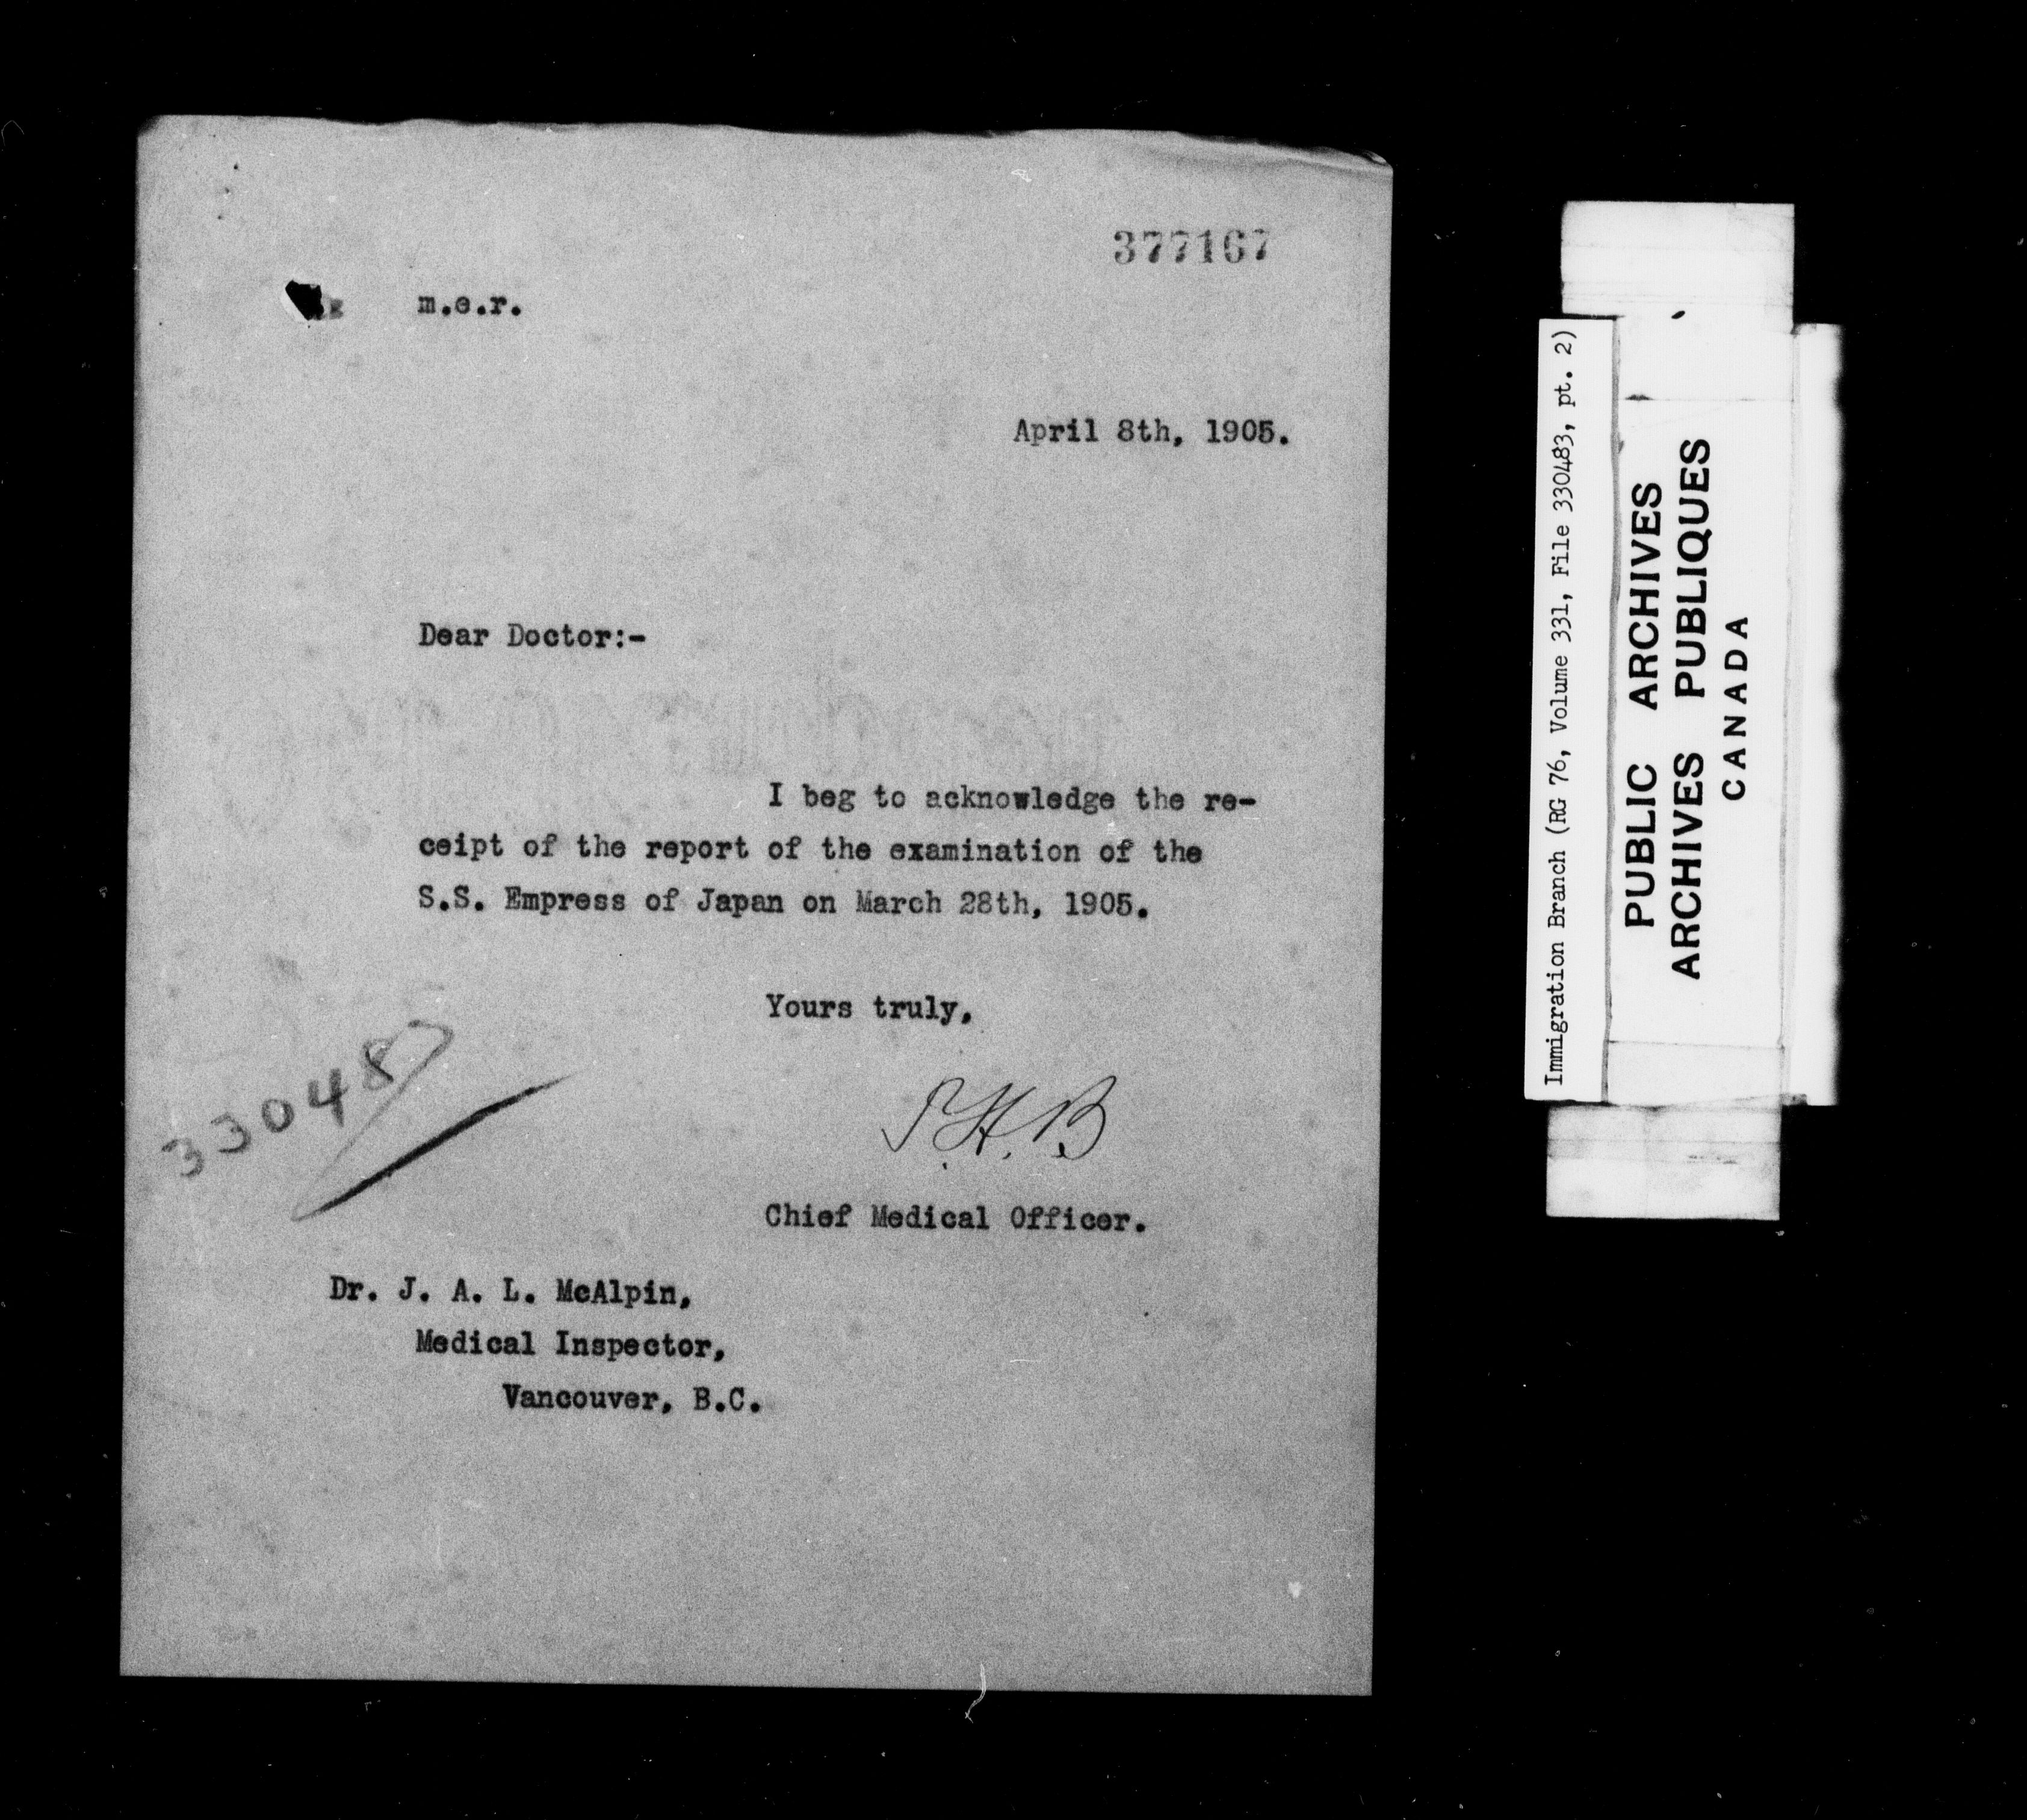 377167
m.e.r.
April 8th, 1905.
Dear Doctor:-
I beg to acknowledge the re-
ceipt of the report of the examination of the
S.S. Empress of Japan on March 28th, 1905.
Yours truly,
P.H.B
Chief Medical Officer.
33048
Dr. J. A. L. McAlpin,
Medical Inspector,
Vancouver, B.C.
Immigration Branch (RG 76, Volume 331, File 330483, pt. 2)
PUBLIC ARCHIVES
ARCHIVES PUBLIQUES
CANADA